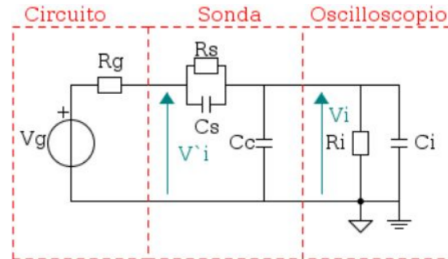 Circuito Sonda Oscilloscopio
Rg
Rs
Cs
+
Vg
V`i
Cc
Vi
Ri
Ci